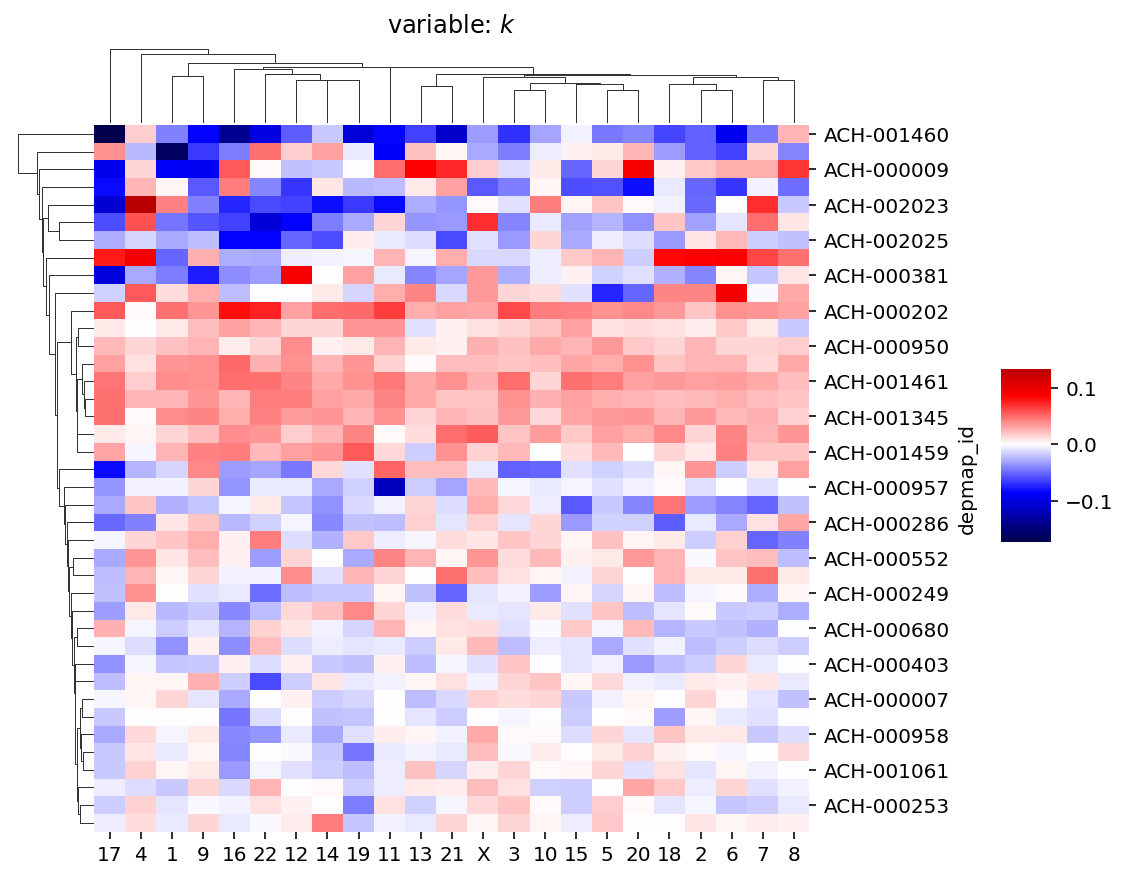 variable: k
ACH-001460
ACH-000009
ACH-002023
ACH-002025
ACH-000381
ACH-000202
ACH-000950
ACH-001461
ACH-001345
ACH-001459
ACH-000957
ACH-000286
ACH-000552
ACH-000249
ACH-000680
ACH-000403
ACH-000007
ACH-000958
ACH-001061
ACH-000253
depmap_id
0.1
0.0
−0.1
17 4 1 9 16 22 12 14 19 11 13 21 X 3 10 15 5 20 18 2 6 7 8